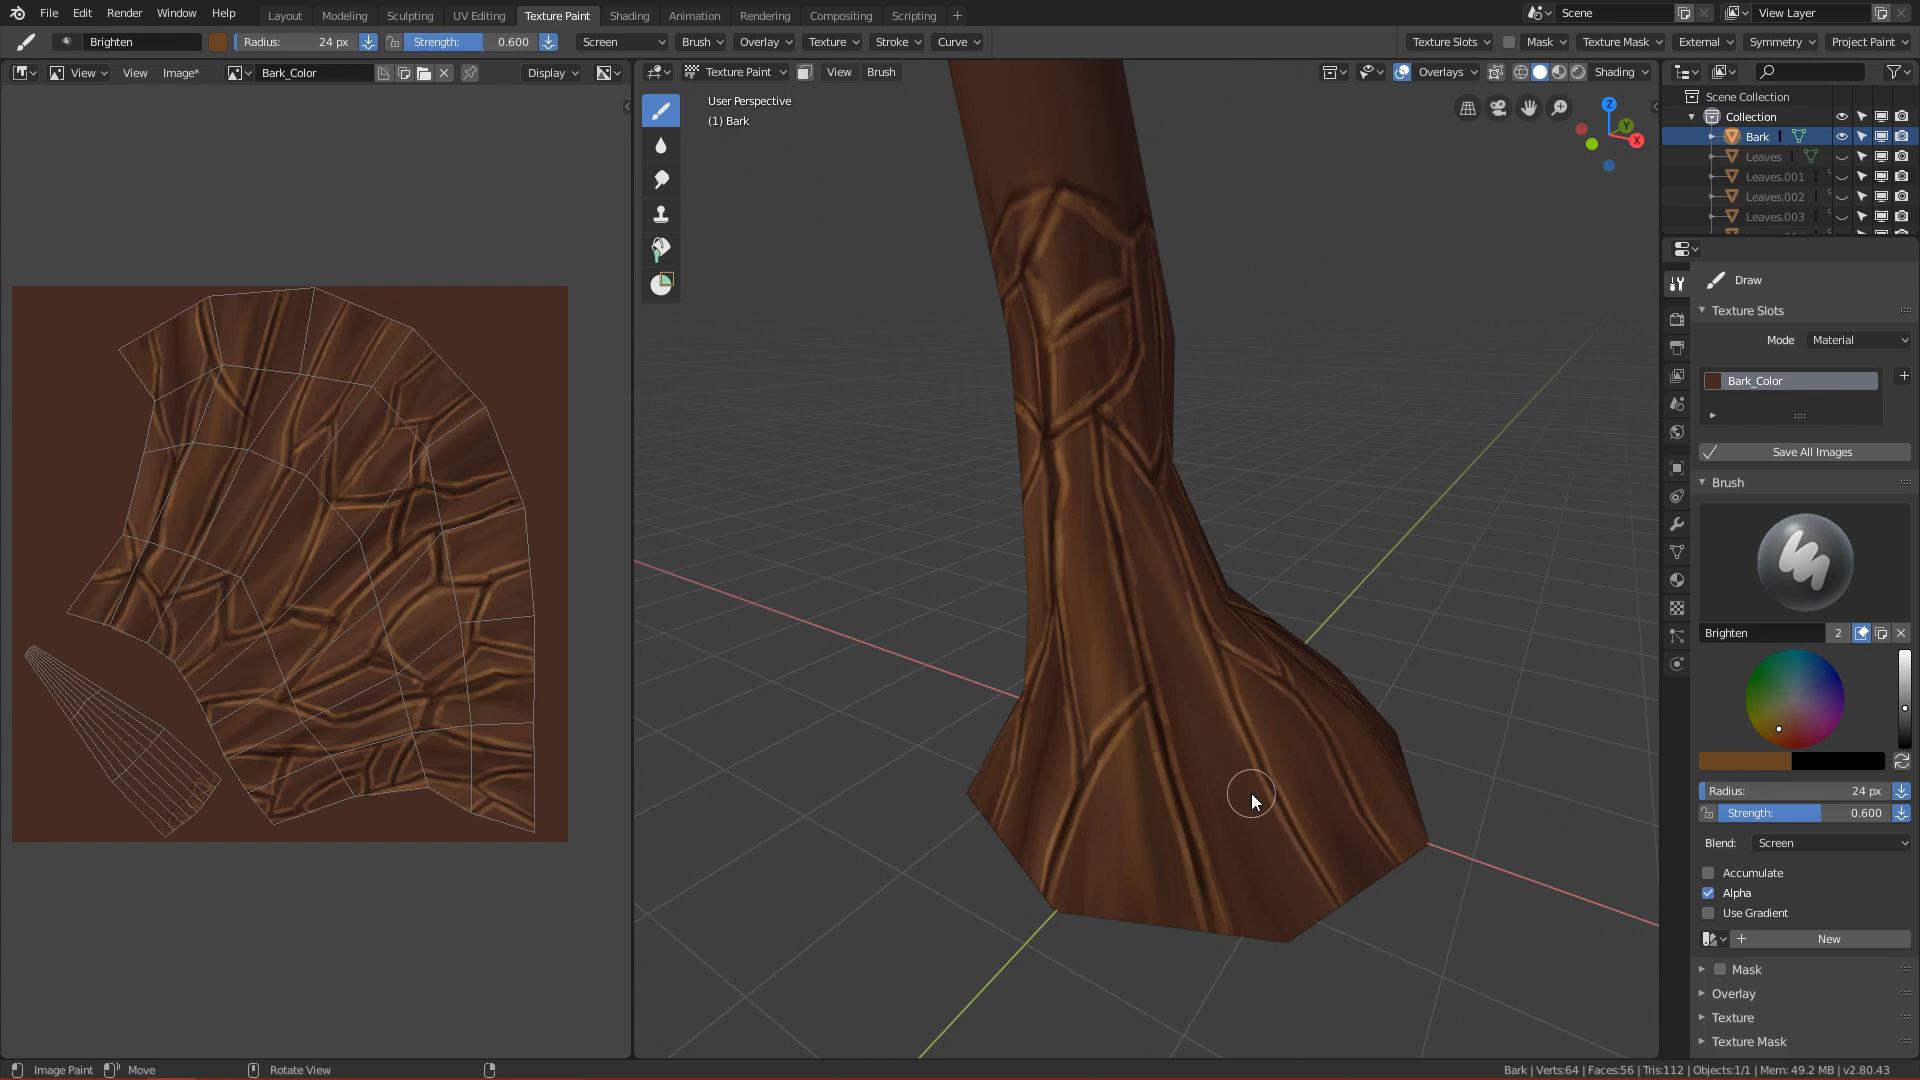 File Edit Render Window Help Layout Modeling Sculpting UV Editing Texture Paint Shading Animation Rendering Compositing Scripting + Scene View Layer
Brighten Radius: 24 px Strength: 0.600 Screen Brush Overlay Texture Stroke Curve Texture Slots Mask Texture Mask External Symmetry Project Paint
View View Image* Bark_Color Display Texture Paint View Brush Overlays Shading
User Perspective
(1) Bark
Z
Y
X
Scene Collection
Collection
Bark
Leaves
Leaves.001
Leaves.002
Leaves.003
Draw
Texture Slots
Mode Material
Bark_Color
Save All Images
Brush
Brighten 2
Radius: 24 px
Strength: 0.600
Blend: Screen
Accumulate
Alpha
Use Gradient
New
Mask
Overlay
Texture
Texture Mask
Image Paint Move Rotate View Bark | Verts:64 | Faces:56 | Tris:112 | Objects:1/1 | Mem: 49.2 MB | v2.80.43